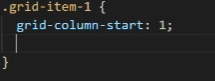 .grid-item-1 {
  grid-column-start: 1;
}